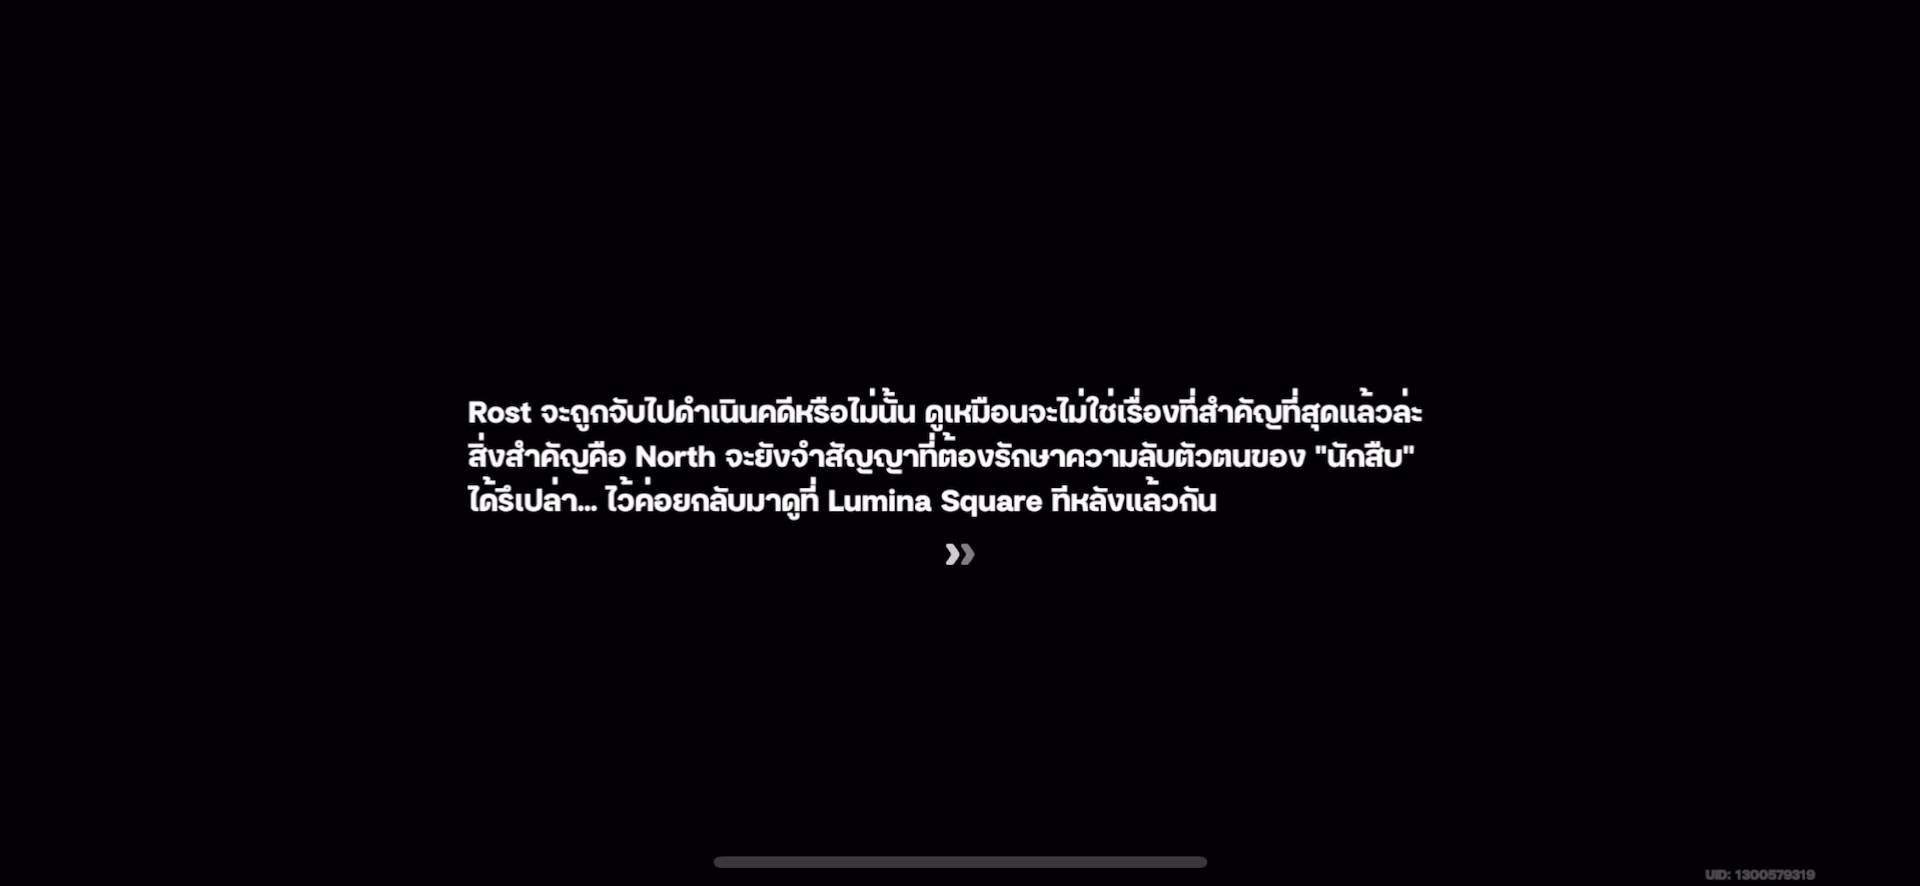 Rost จะถูกจับไปดำเนินคดีหรือไม่นั้น ดูเหมือนจะไม่ใช่เรื่องที่สำคัญที่สุดแล้วล่ะ
สิ่งสำคัญคือ North จะยังจำสัญญาที่ต้องรักษาความลับตัวตนของ "นักสืบ"
ได้รึเปล่า... ไว้ค่อยกลับมาดูที่ Lumina Square ทีหลังแล้วกัน
UID: 1300579319